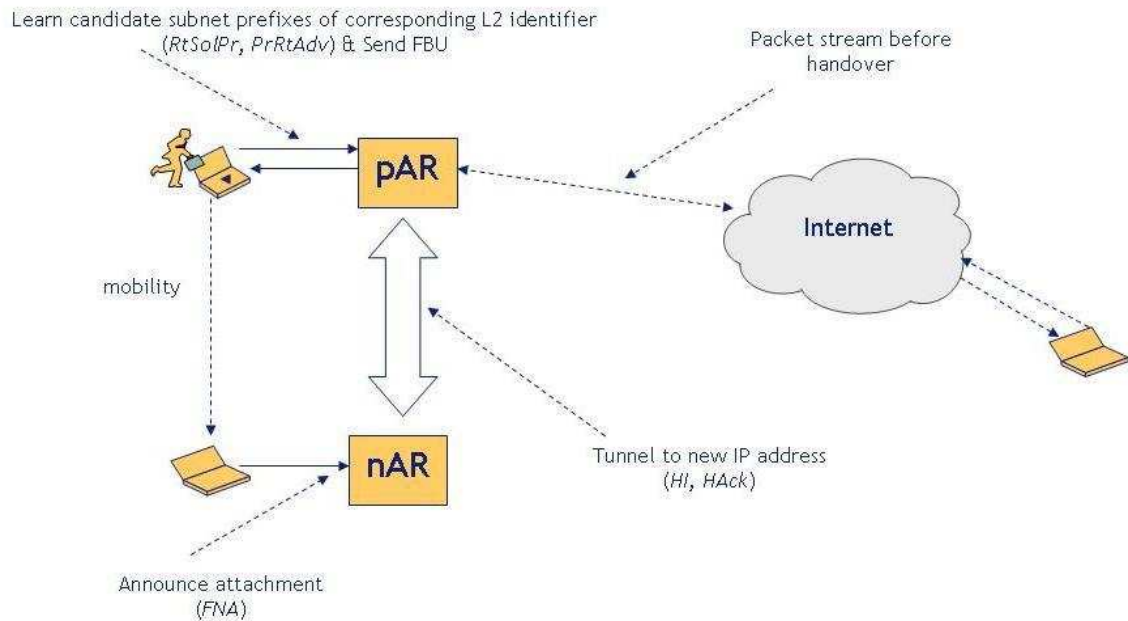 Learn candidate subnet prefixes of corresponding L2 identifier
(RtSolPr, PrRtAdv) & Send FBU
Packet stream before
handover
pAR
Internet
mobility
nAR
Tunnel to new IP address
(HI, HAck)
Announce attachment
(FNA)